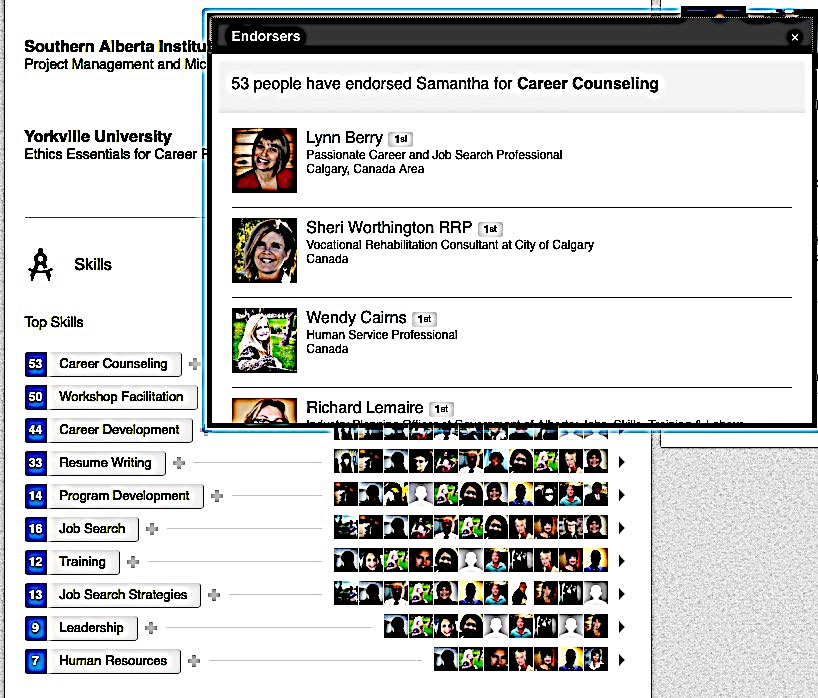 Southern Alberta Institu
Project Management and Mic
Yorkville University
Ethics Essentials for Career
Skills
Top Skills
53 Career Counseling
50 Workshop Facilitation
44 Career Development
33 Resume Writing
14 Program Development
16 Job Search
12 Training
13 Job Search Strategies
9 Leadership
7 Human Resources
Endorsers
53 people have endorsed Samantha for Career Counseling
Lynn Berry 1st
Passionate Career and Job Search Professional
Calgary, Canada Area
Sheri Worthington RRP 1st
Vocational Rehabilitation Consultant at City of Calgary
Canada
Wendy Cairns 1st
Human Service Professional
Canada
Richard Lemaire 1st